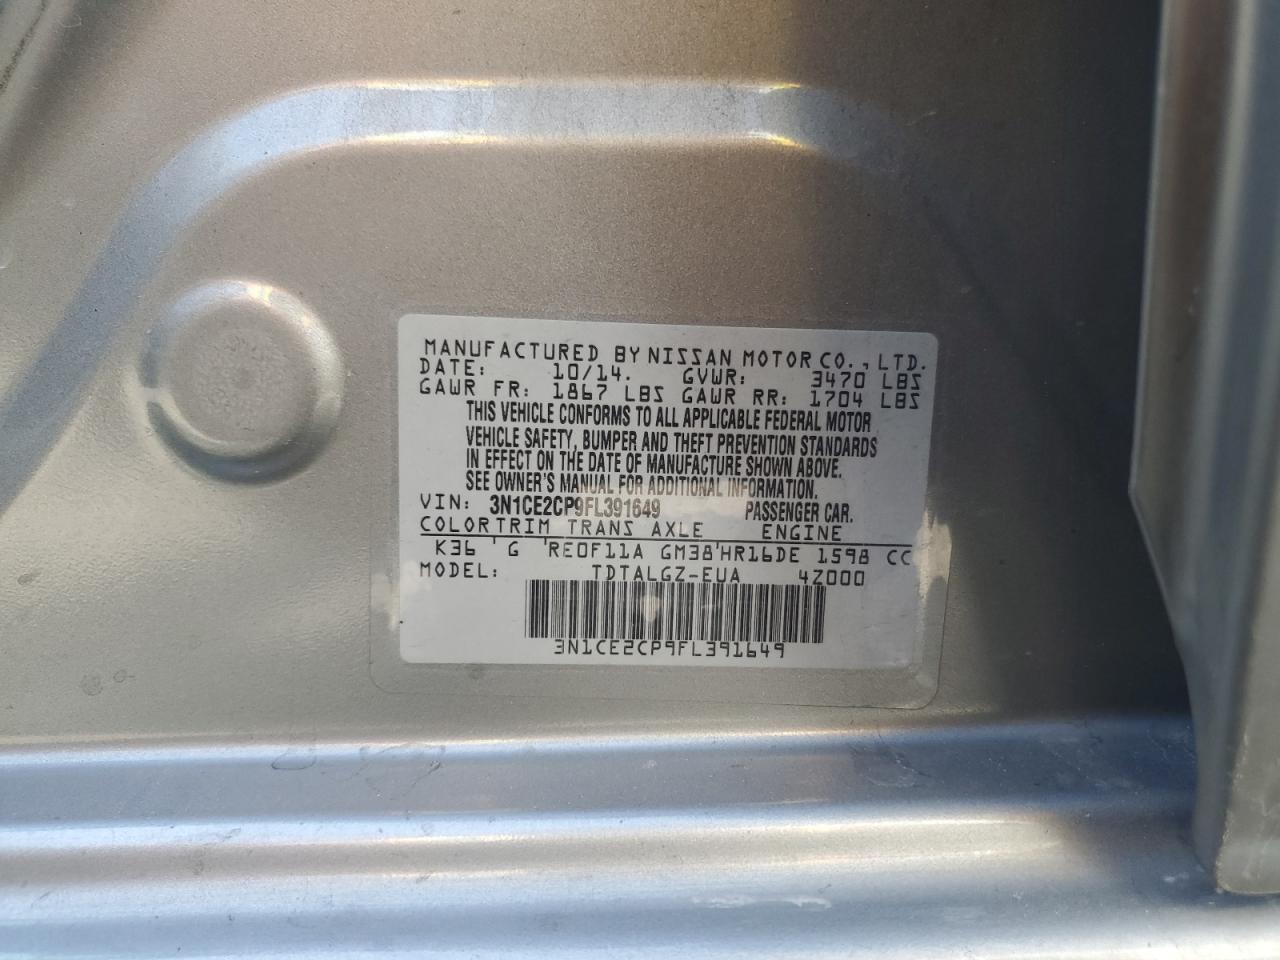 MANUFACTURED BY NISSAN MOTOR CO., LTD.
DATE: 10/14. GVWR: 3470 LBS
GAWR FR: 1867 LBS GAWR RR: 1704 LBS
THIS VEHICLE CONFORMS TO ALL APPLICABLE FEDERAL MOTOR
VEHICLE SAFETY, BUMPER AND THEFT PREVENTION STANDARDS
IN EFFECT ON THE DATE OF MANUFACTURE SHOWN ABOVE.
SEE OWNER'S MANUAL FOR ADDITIONAL INFORMATION.
VIN: 3N1CE2CP9FL391649 PASSENGER CAR.
COLOR TRIM TRANS AXLE ENGINE
K36 ' G 'RE0F11A GM38'HR16DE 1598 CC
MODEL: TDTALGZ-EUA 4Z000
3N1CE2CP9FL391649